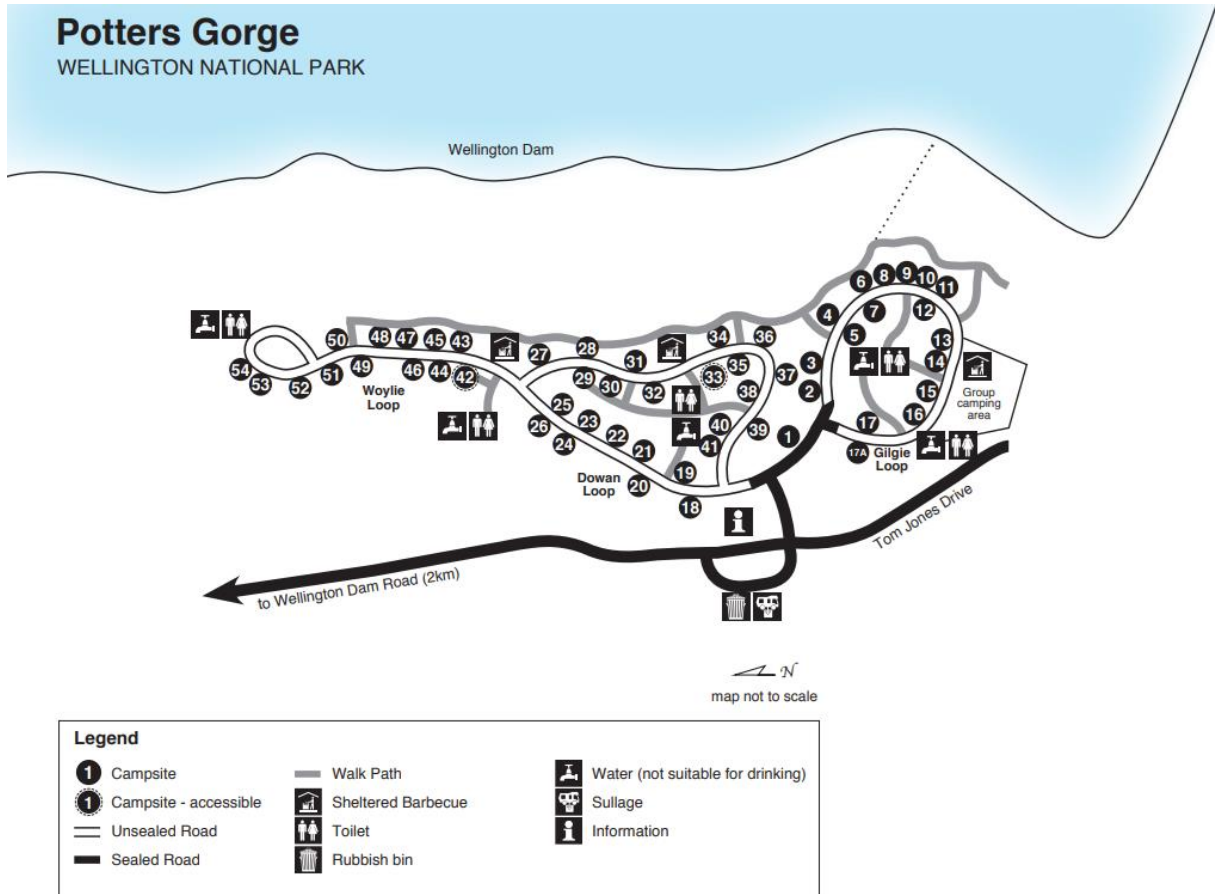 Potters Gorge
WELLINGTON NATIONAL PARK
Wellington Dam
6
8
9
10
11
4
7
12
5
13
50
48
47
45
43
27
28
31
34
36
3
14
54
53
52
51
49
46
44
42
29
30
32
33
35
37
2
38
15
Group
camping
area
Woylie
Loop
25
26
23
24
22
21
40
41
39
1
17
16
17A
Gilgie
Loop
Dowan
Loop
20
19
18
Tom Jones Drive
to Wellington Dam Road (2km)
N
map not to scale
Legend
1 Campsite
1 Campsite - accessible
Unsealed Road
Sealed Road
Walk Path
Sheltered Barbecue
Toilet
Rubbish bin
Water (not suitable for drinking)
Sullage
Information